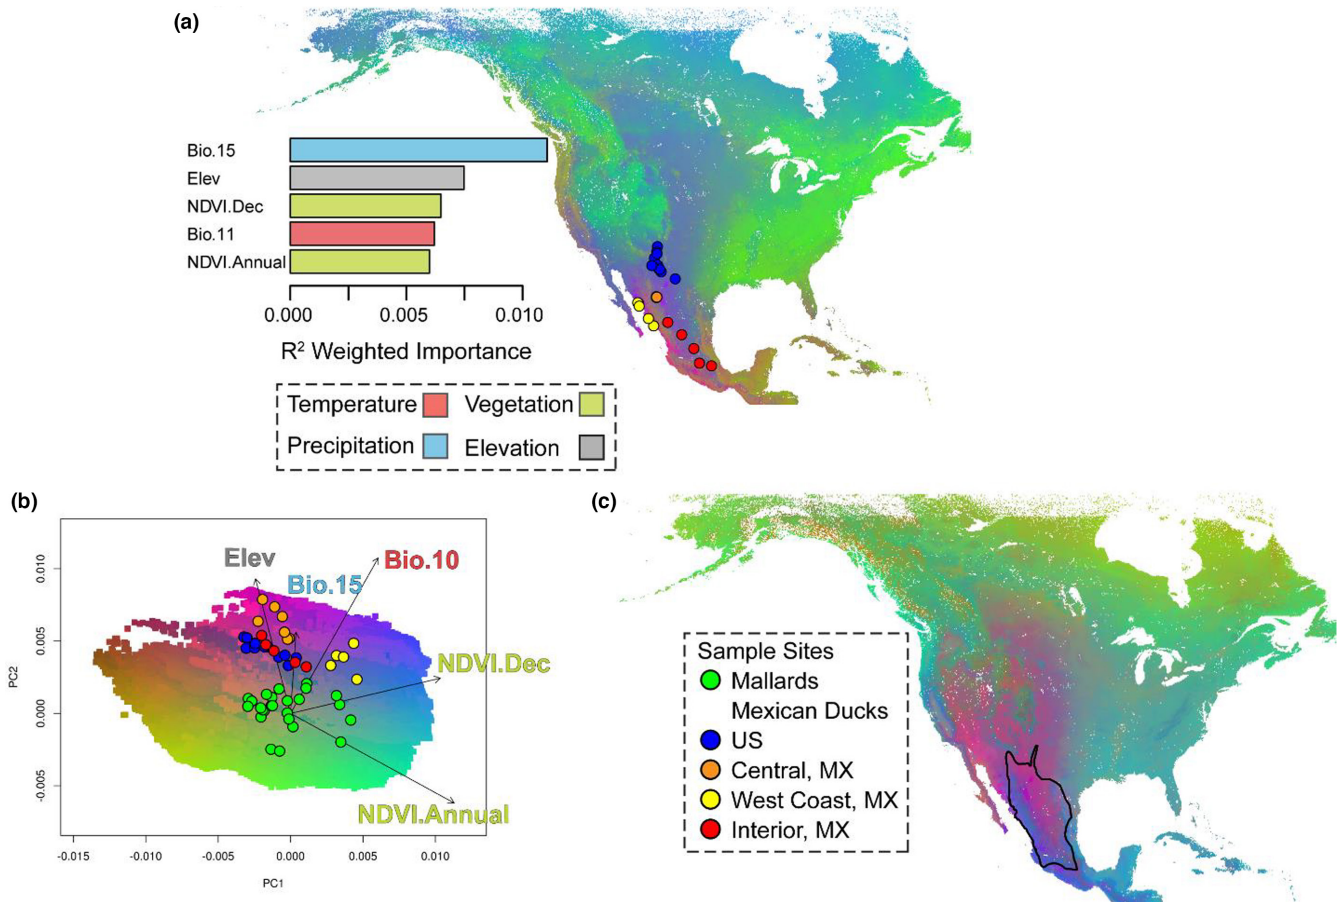 (a)
Bio.15
Elev
NDVI.Dec
Bio.11
NDVI.Annual
0.000 0.005 0.010
R² Weighted Importance
Temperature Vegetation
Precipitation Elevation
(b)
Elev
Bio.15
Bio.10
NDVI.Dec
NDVI.Annual
PC2
0.010
0.005
0.000
-0.005
-0.015 -0.010 -0.005 0.000 0.005 0.010
PC1
(c)
Sample Sites
Mallards
Mexican Ducks
US
Central, MX
West Coast, MX
Interior, MX